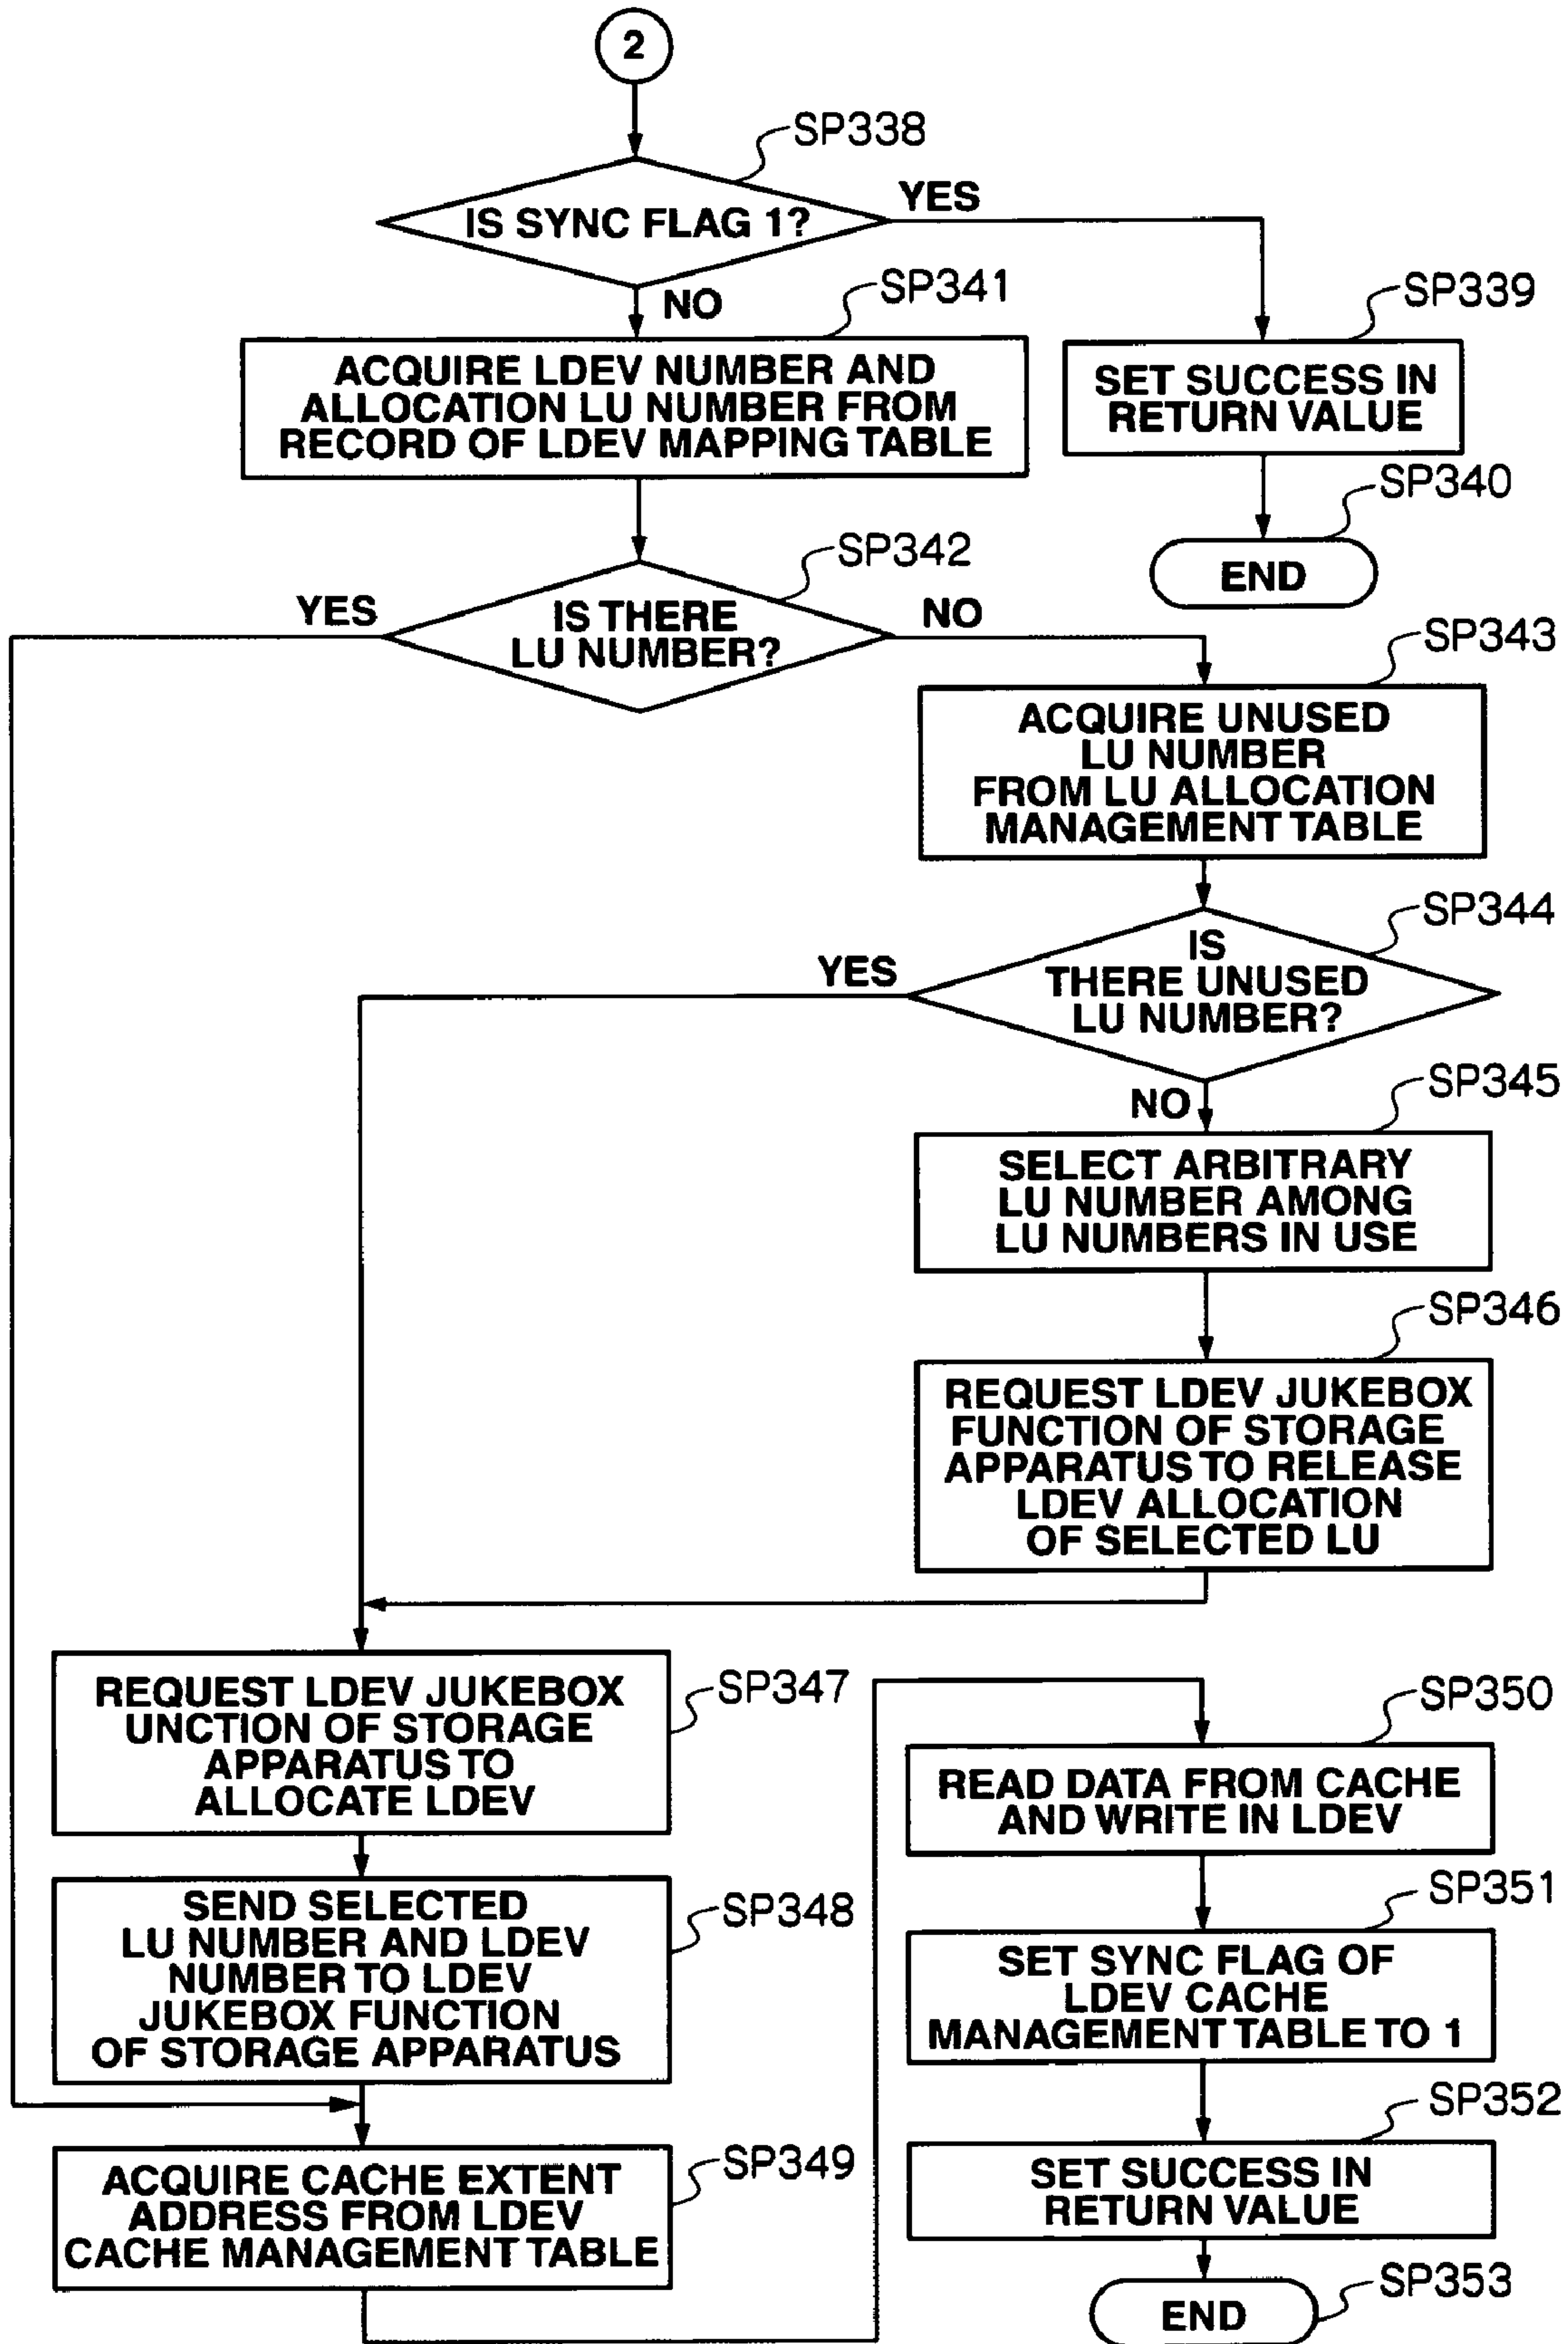 2
SP338
IS SYNC FLAG 1?
YES
NO
SP341
ACQUIRE LDEV NUMBER AND
ALLOCATION LU NUMBER FROM
RECORD OF LDEV MAPPING TABLE
SP339
SET SUCCESS IN
RETURN VALUE
SP340
END
SP342
IS THERE
LU NUMBER?
YES
NO
SP343
ACQUIRE UNUSED
LU NUMBER
FROM LU ALLOCATION
MANAGEMENT TABLE
SP344
IS
THERE UNUSED
LU NUMBER?
YES
NO
SP345
SELECT ARBITRARY
LU NUMBER AMONG
LU NUMBERS IN USE
SP346
REQUEST LDEV JUKEBOX
FUNCTION OF STORAGE
APPARATUS TO RELEASE
LDEV ALLOCATION
OF SELECTED LU
SP347
REQUEST LDEV JUKEBOX
UNCTION OF STORAGE
APPARATUS TO
ALLOCATE LDEV
SP348
SEND SELECTED
LU NUMBER AND LDEV
NUMBER TO LDEV
JUKEBOX FUNCTION
OF STORAGE APPARATUS
SP349
ACQUIRE CACHE EXTENT
ADDRESS FROM LDEV
CACHE MANAGEMENT TABLE
SP350
READ DATA FROM CACHE
AND WRITE IN LDEV
SP351
SET SYNC FLAG OF
LDEV CACHE
MANAGEMENT TABLE TO 1
SP352
SET SUCCESS IN
RETURN VALUE
SP353
END